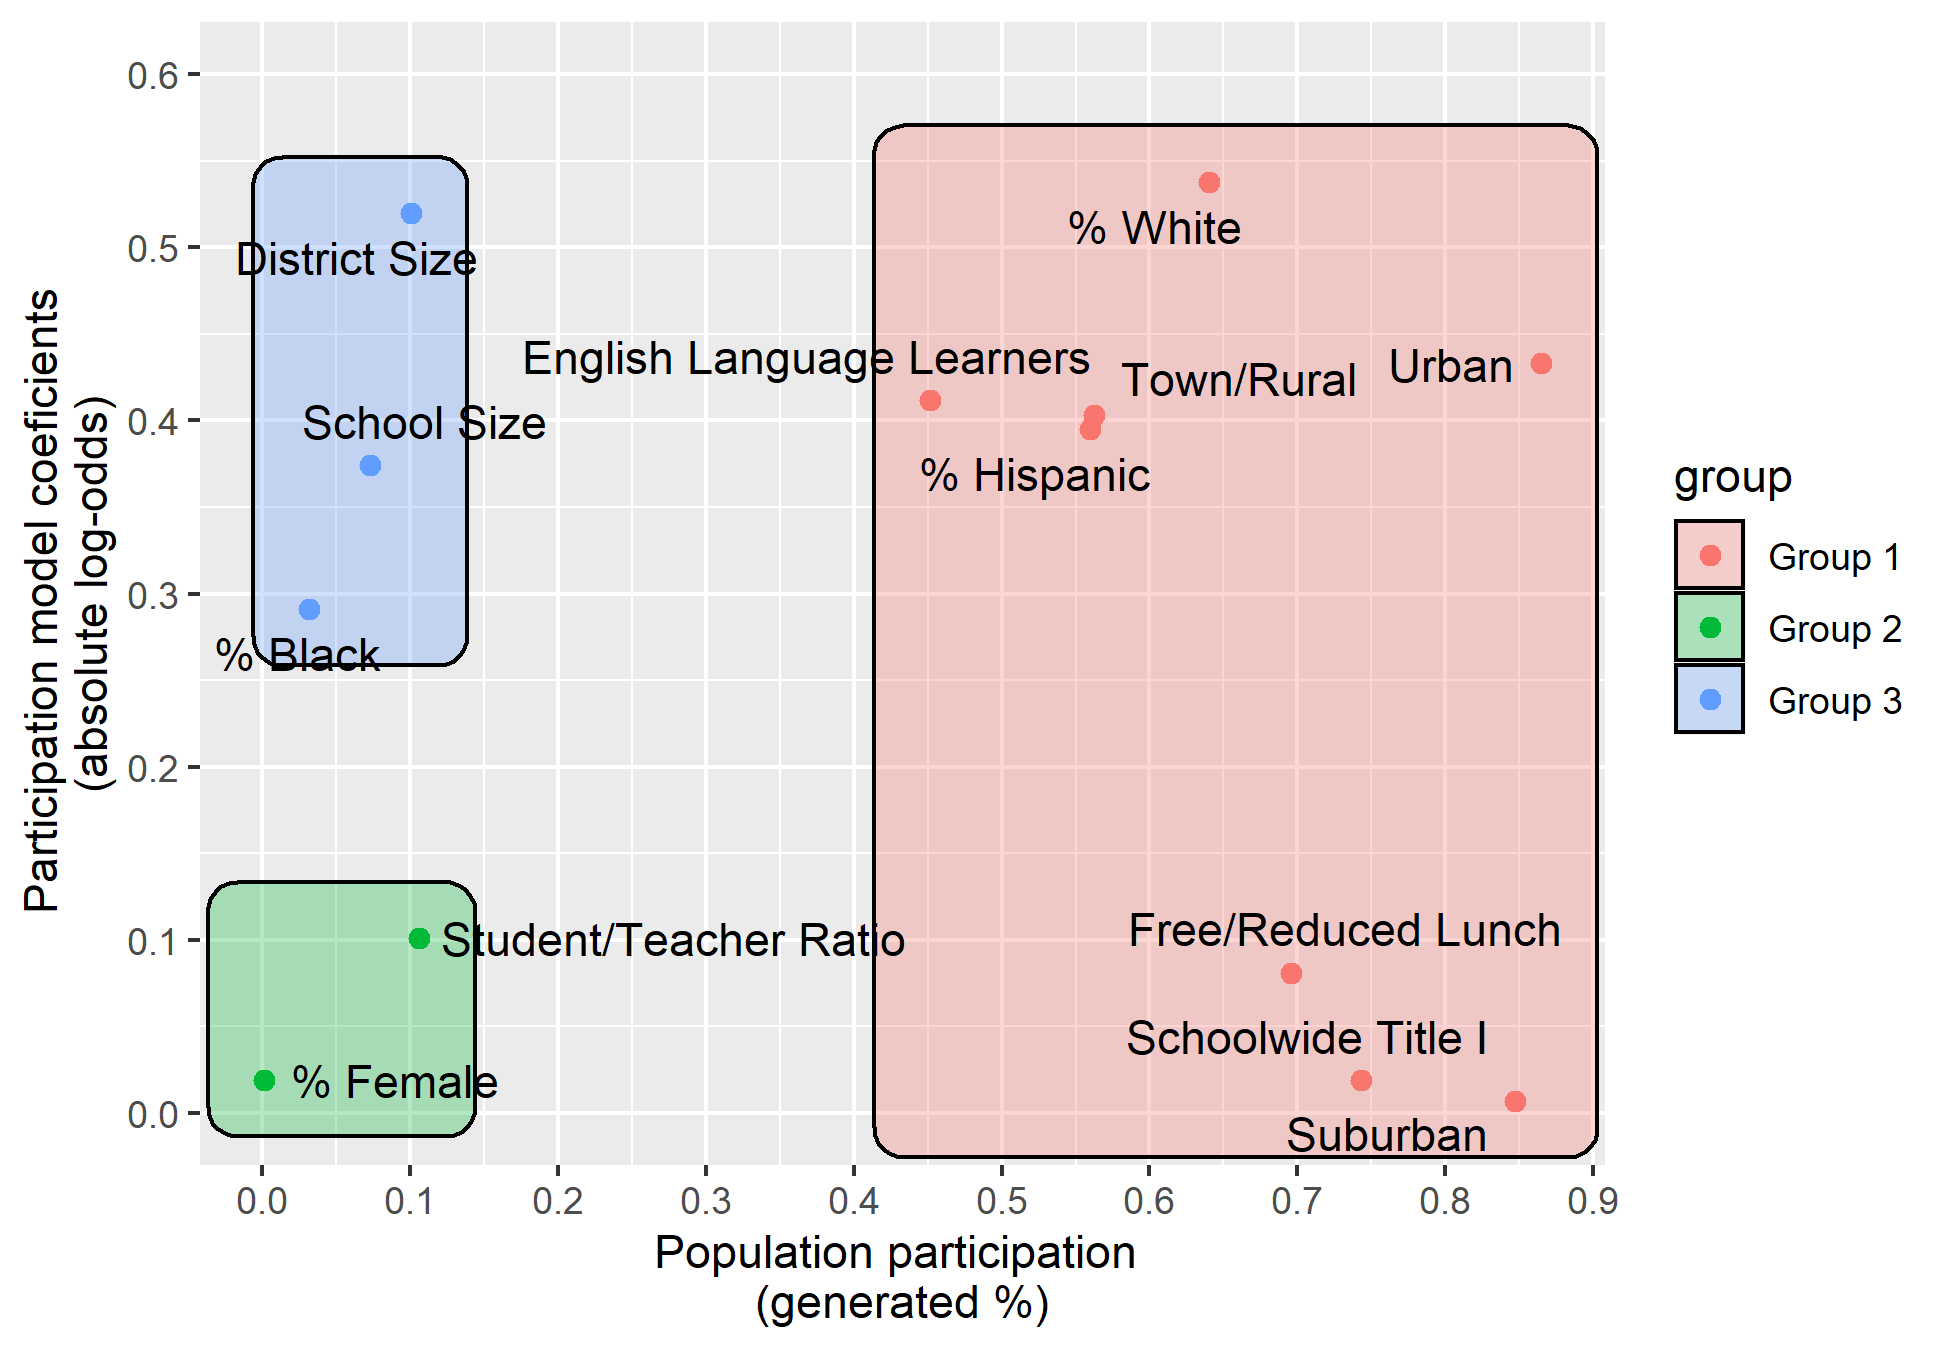 Participation model coeficients
(absolute log-odds)
0.6
0.5
0.4
0.3
0.2
0.1
0.0
% White
District Size
English Language Learners
Town/Rural
Urban
School Size
% Hispanic
% Black
Student/Teacher Ratio
Free/Reduced Lunch
Schoolwide Title I
% Female
Suburban
0.0 0.1 0.2 0.3 0.4 0.5 0.6 0.7 0.8 0.9
Population participation
(generated %)
group
Group 1
Group 2
Group 3